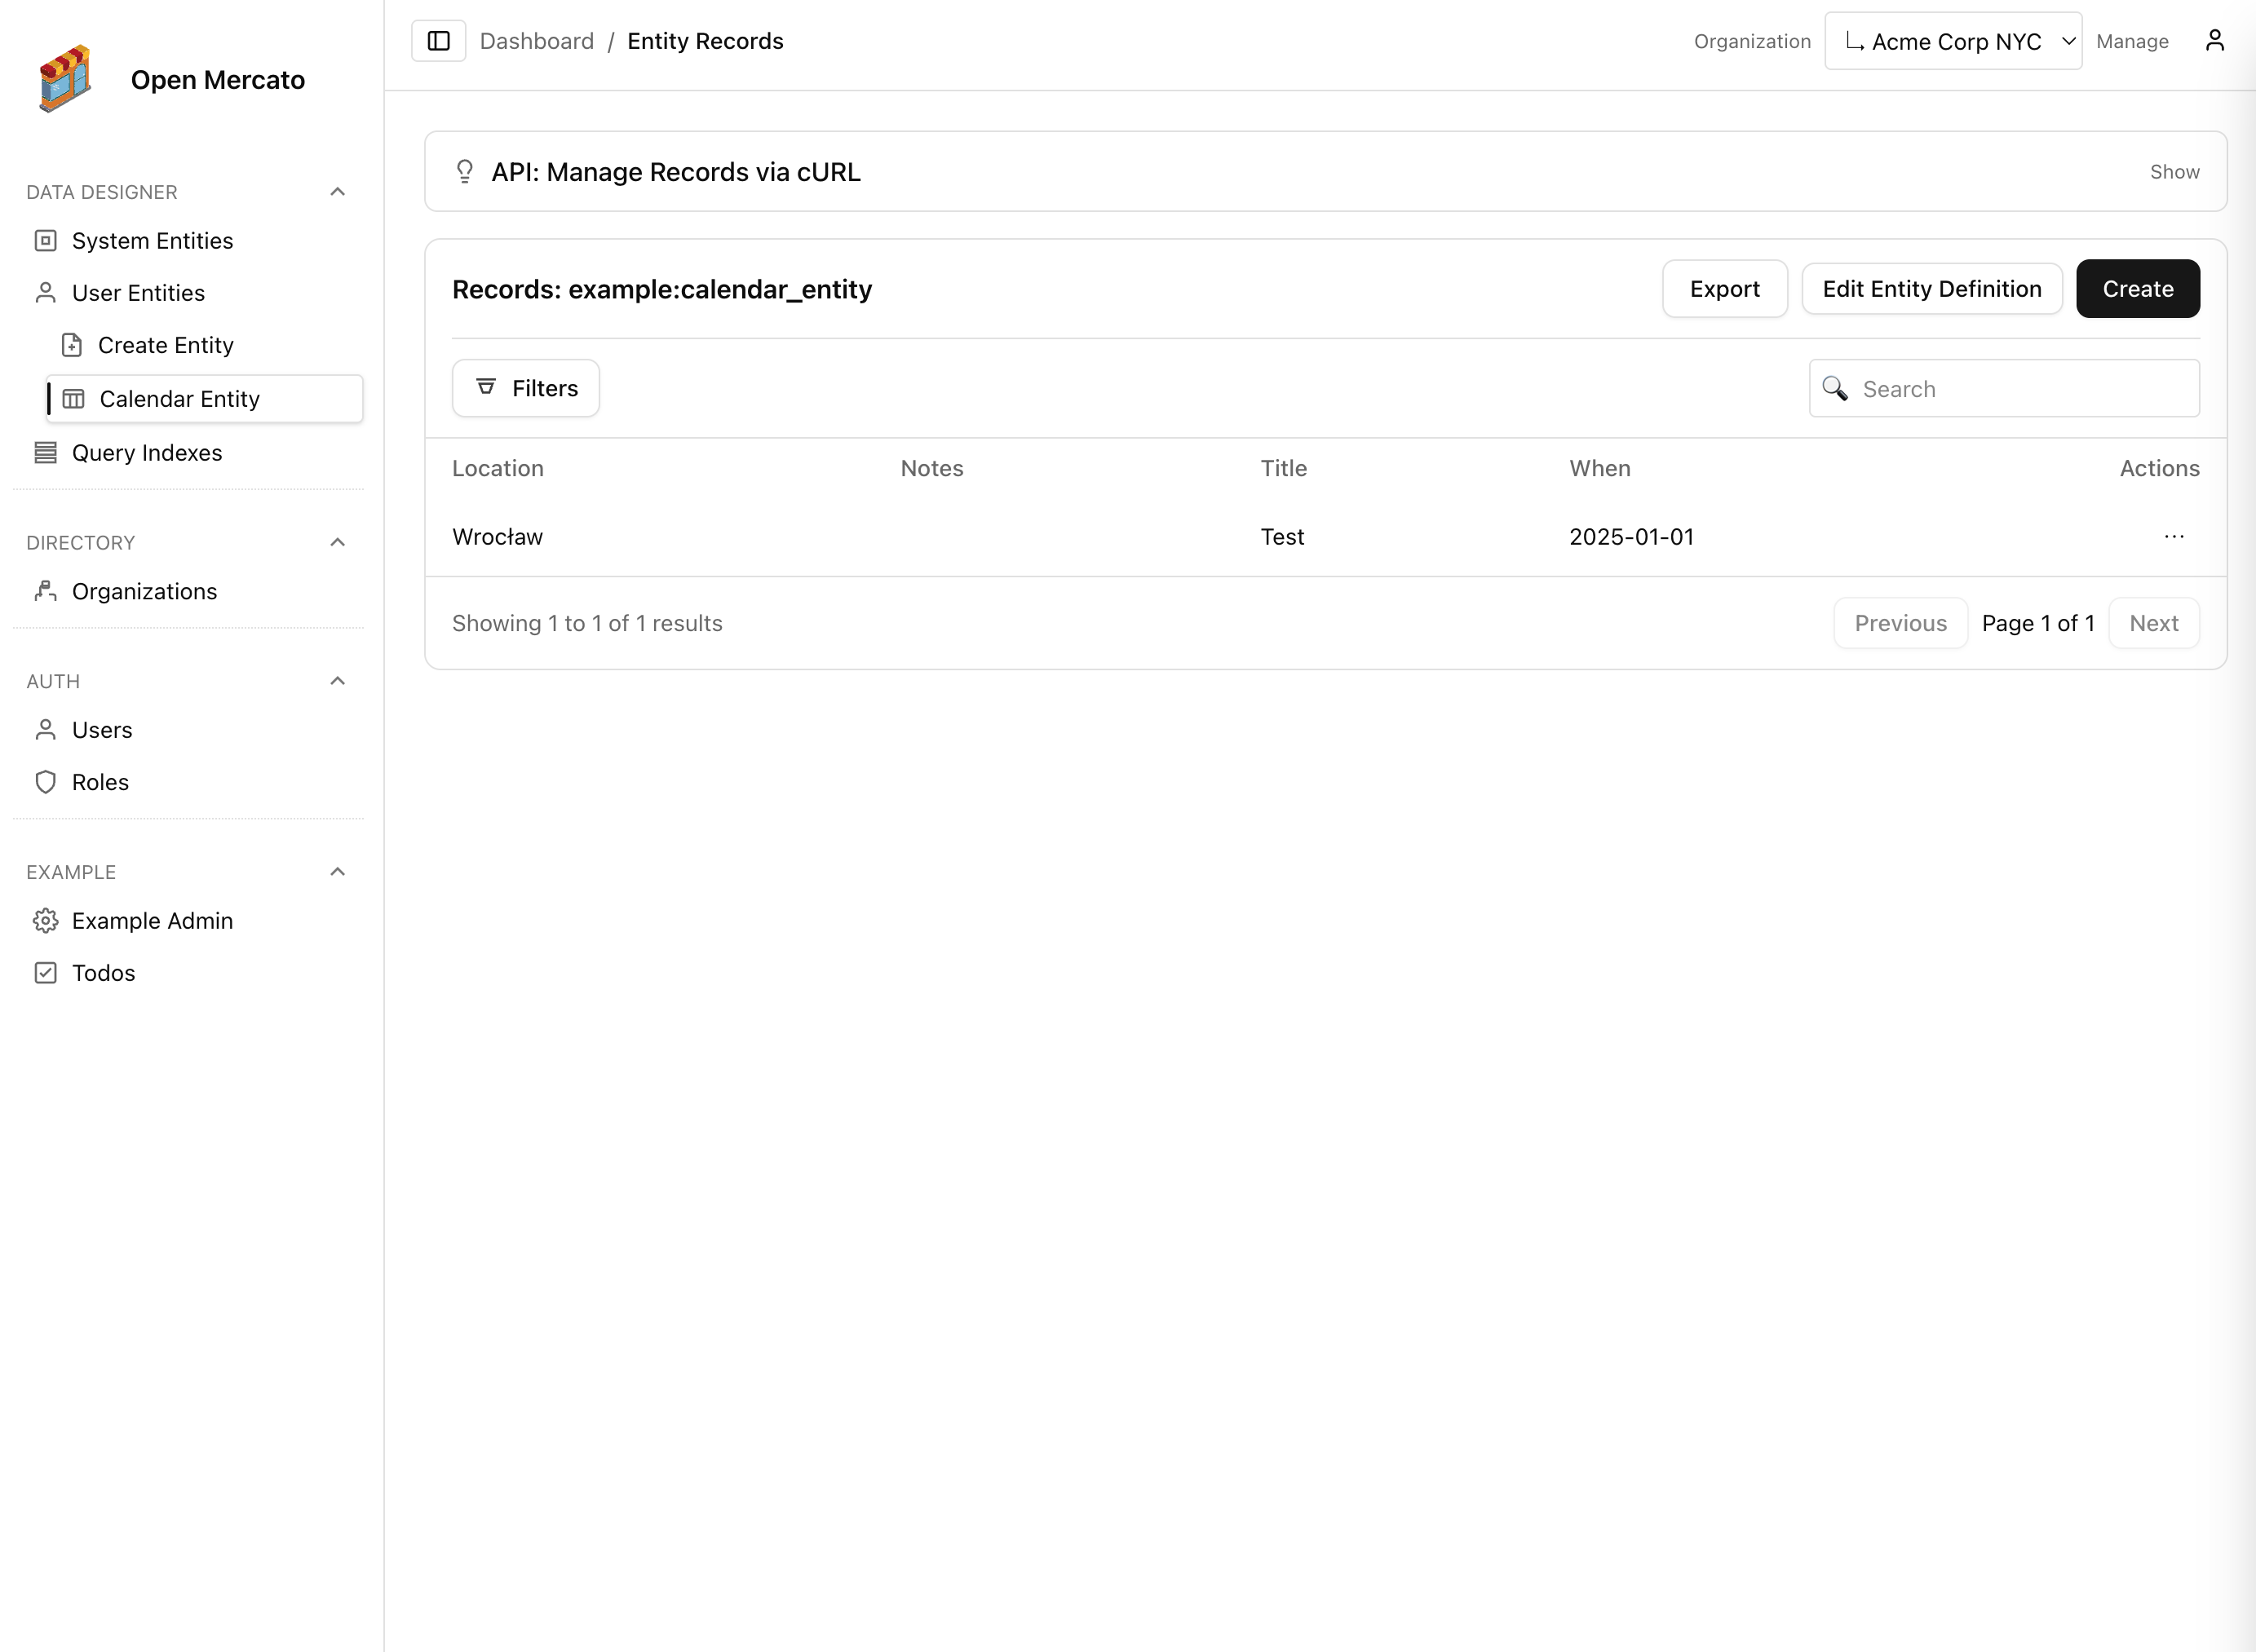 Open Mercato
DATA DESIGNER
System Entities
User Entities
Create Entity
Calendar Entity
Query Indexes
DIRECTORY
Organizations
AUTH
Users
Roles
EXAMPLE
Example Admin
Todos
Dashboard / Entity Records
Organization Acme Corp NYC Manage
API: Manage Records via cURL Show
Records: example:calendar_entity Export Edit Entity Definition Create
Filters Search
Location Notes Title When Actions
Wrocław Test 2025-01-01 ...
Showing 1 to 1 of 1 results Previous Page 1 of 1 Next